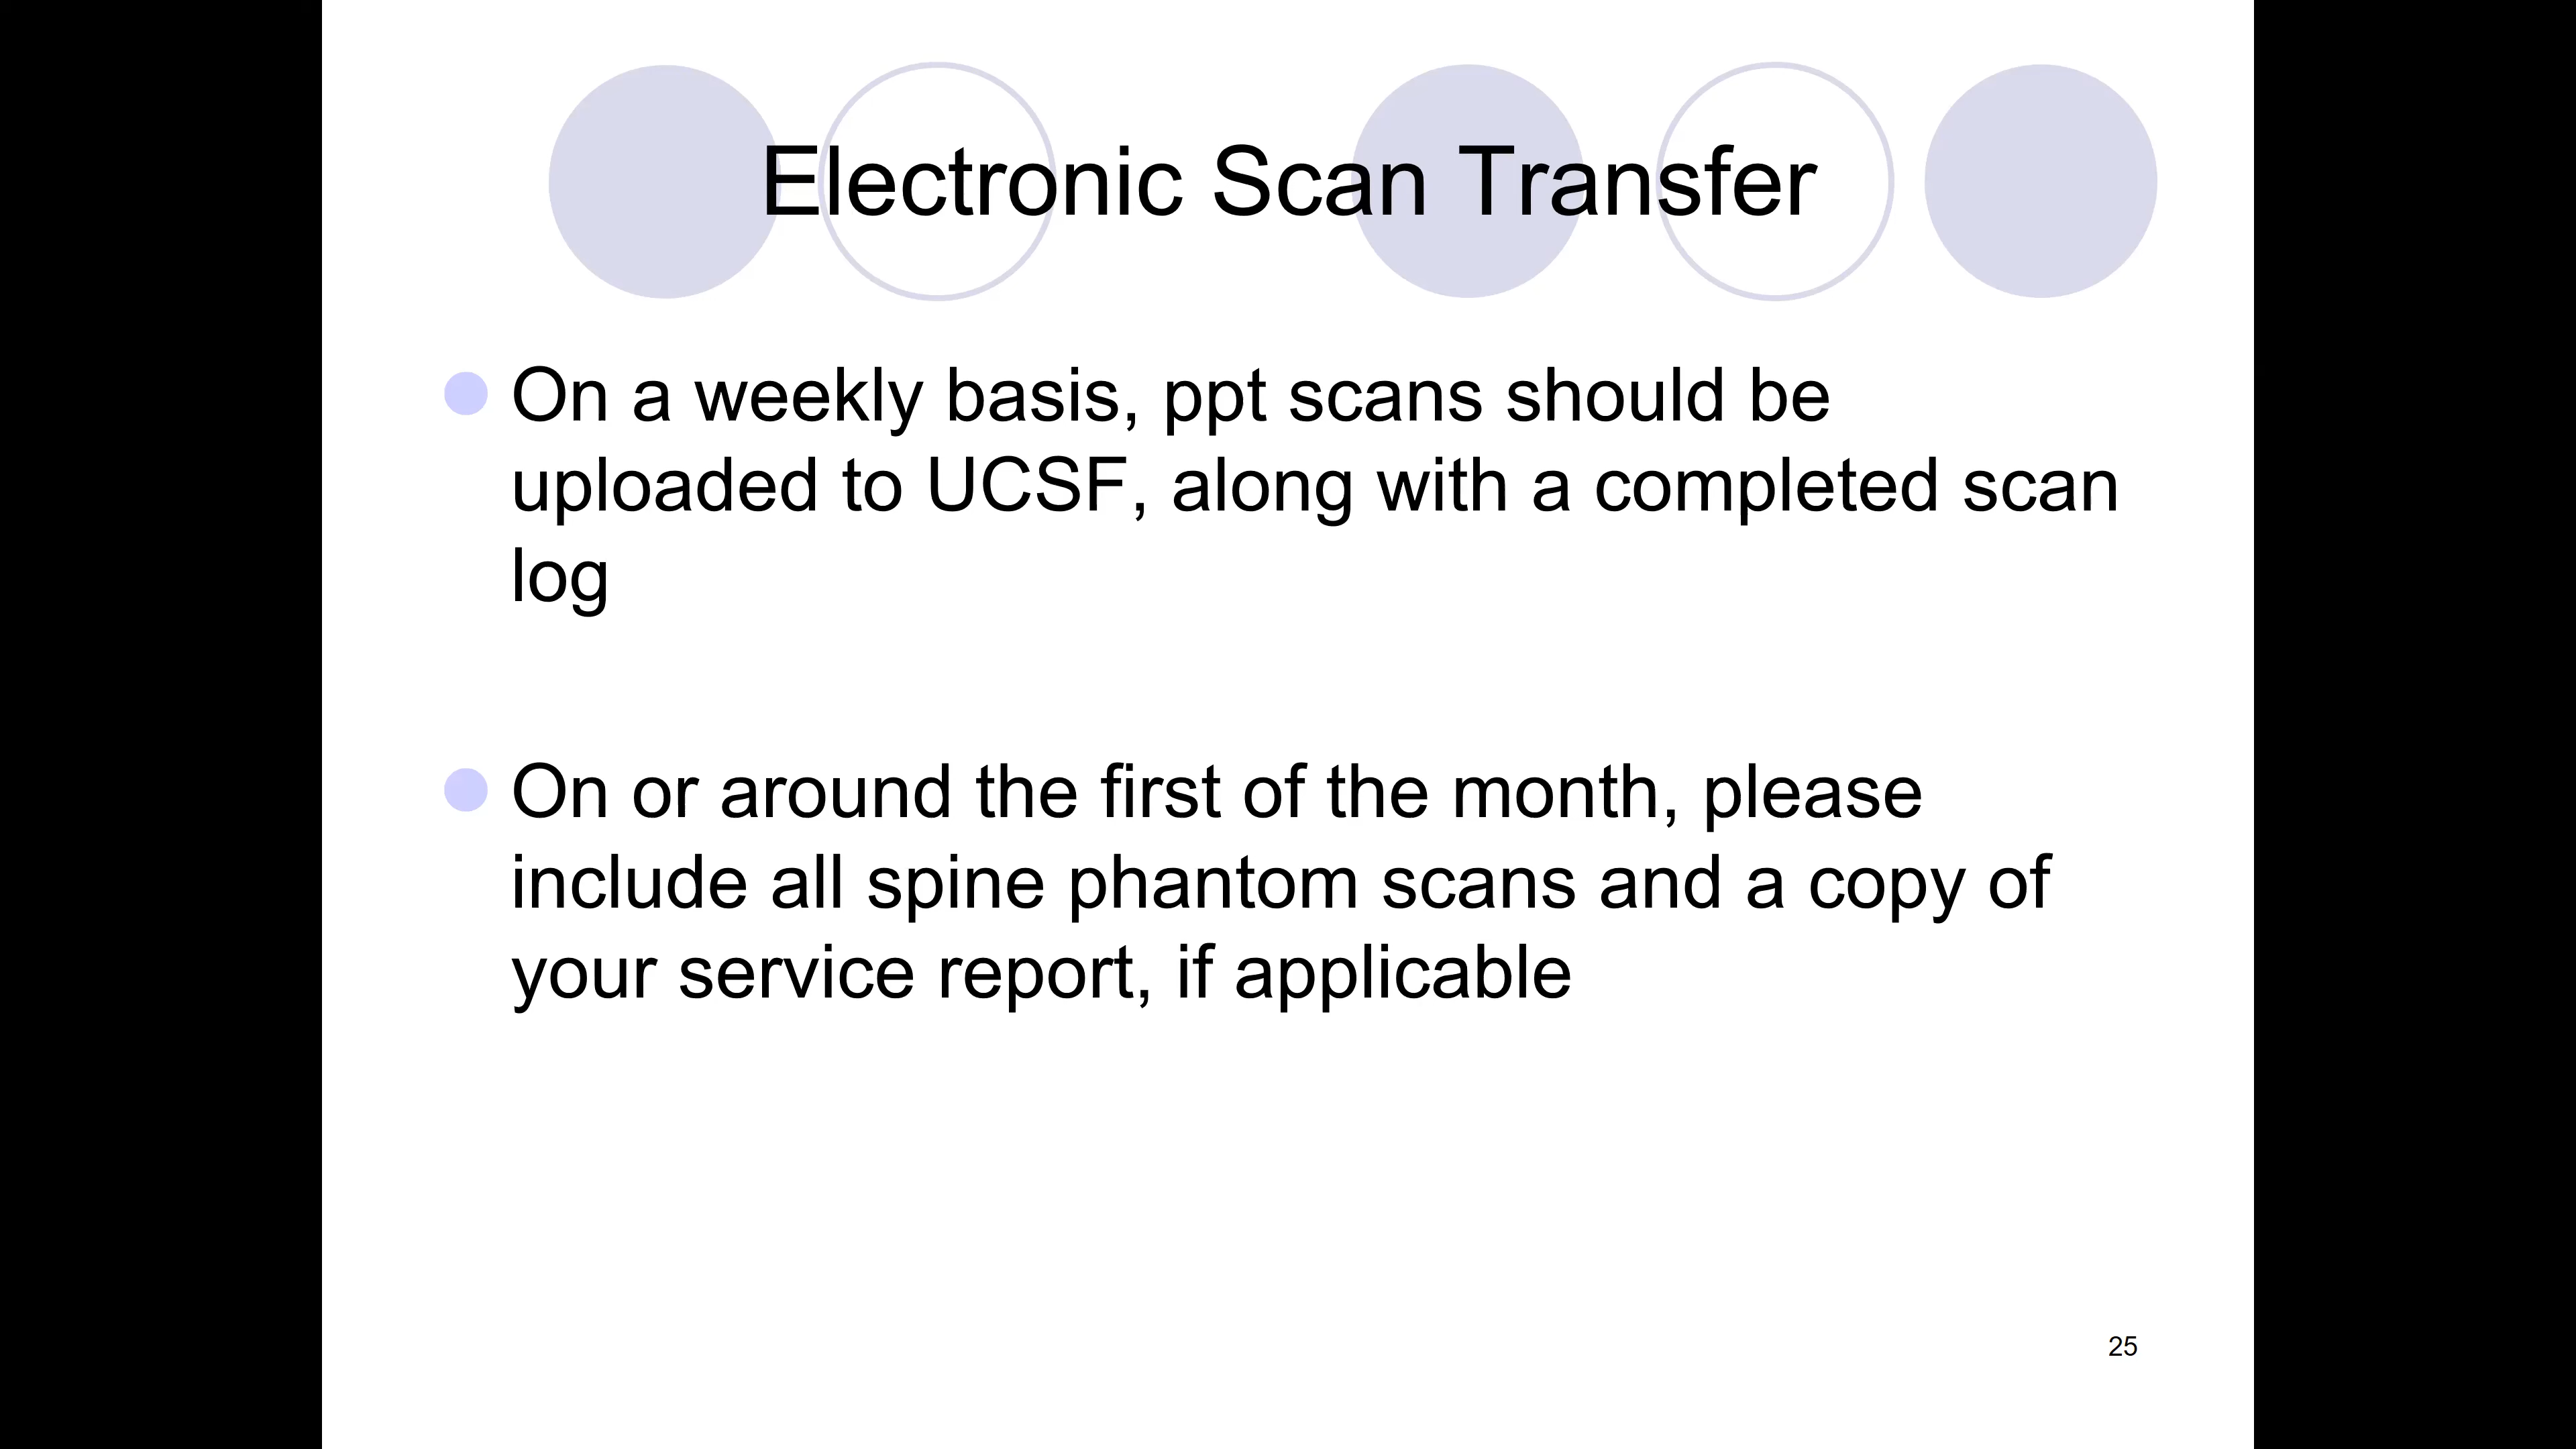 Electronic Scan Transfer
On a weekly basis, ppt scans should be
uploaded to UCSF, along with a completed scan
log
On or around the first of the month, please
include all spine phantom scans and a copy of
your service report, if applicable
25